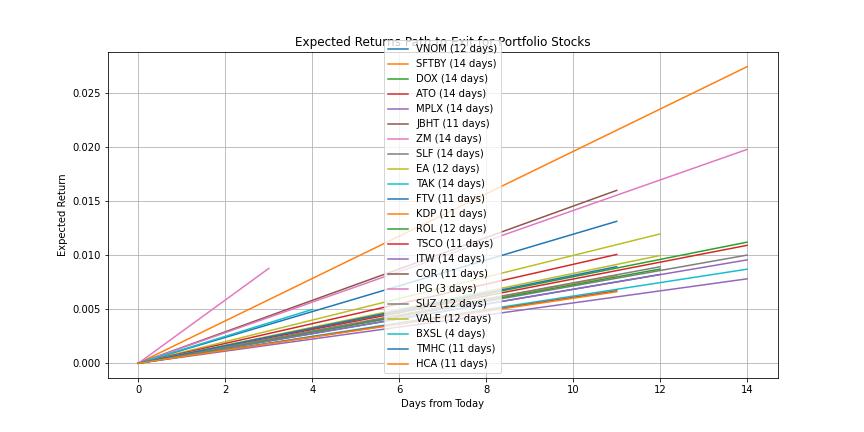 Expected Returns Path to Exit for Portfolio Stocks
Expected Return
0.025
0.020
0.015
0.010
0.005
0.000
VNOM (12 days)
SFTBY (14 days)
DOX (14 days)
ATO (14 days)
MPLX (14 days)
JBHT (11 days)
ZM (14 days)
SLF (14 days)
EA (12 days)
TAK (14 days)
FTV (11 days)
KDP (11 days)
ROL (12 days)
TSCO (11 days)
ITW (14 days)
COR (11 days)
IPG (3 days)
SUZ (12 days)
VALE (12 days)
BXSL (4 days)
TMHC (11 days)
HCA (11 days)
0 2 4 6 8 10 12 14
Days from Today